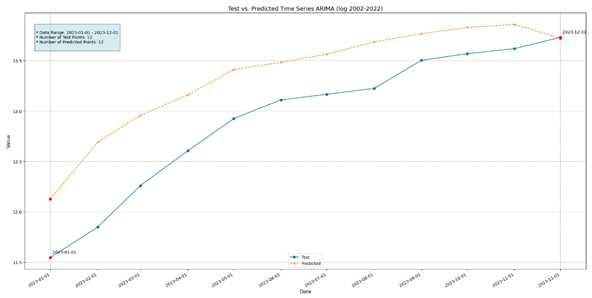 Test vs. Predicted Time Series ARIMA (log 2002-2022)
* Data Range: 2023-01-01 - 2023-12-01
* Number of Test Points: 12
* Number of Predicted Points: 12
2023-12-01
13.5
13.0
12.5
12.0
11.5
Value
2023-01-01
Test
Predicted
2023-01-01
2023-02-01
2023-03-01
2023-04-01
2023-05-01
2023-06-01
2023-07-01
2023-08-01
2023-09-01
2023-10-01
2023-11-01
2023-12-01
Date